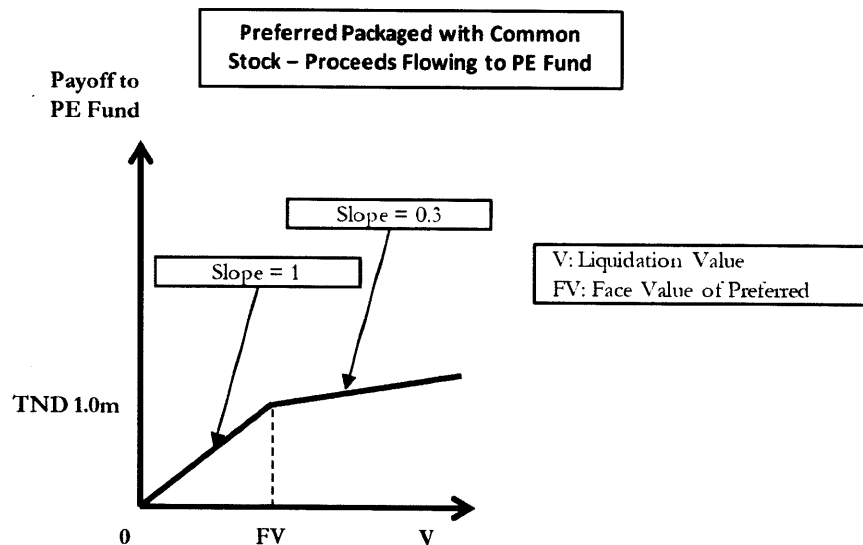 Preferred Packaged with Common
Stock – Proceeds Flowing to PE Fund
Payoff to
PE Fund
Slope = 0.3
Slope = 1
V: Liquidation Value
FV: Face Value of Preferred
TND 1.0m
0 FV V